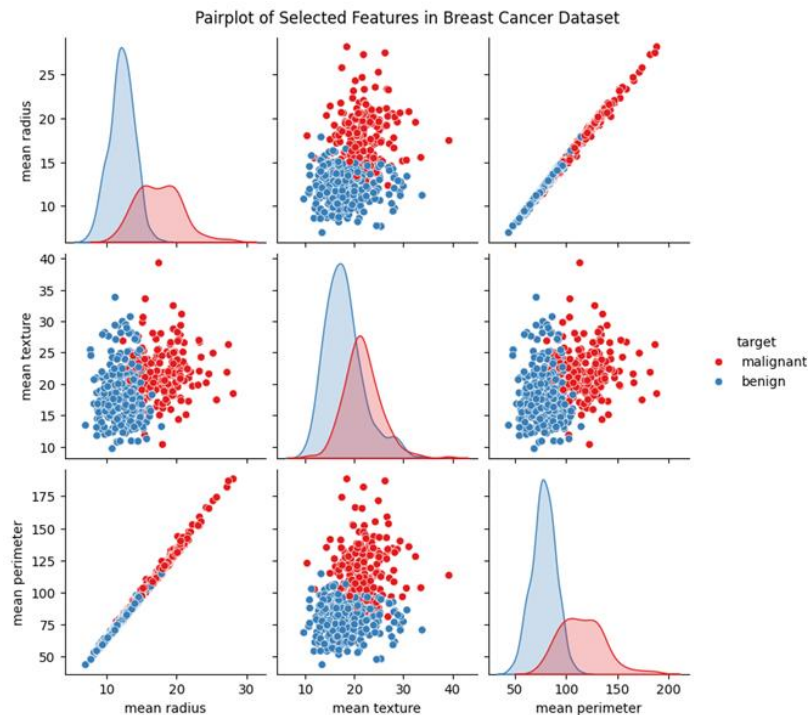 Pairplot of Selected Features in Breast Cancer Dataset
mean radius
25
20
15
10
mean texture
40
35
30
25
20
15
10
target
malignant
benign
mean perimeter
175
150
125
100
75
50
10 20 30
10 20 30 40
50 100 150 200
mean radius mean texture mean perimeter